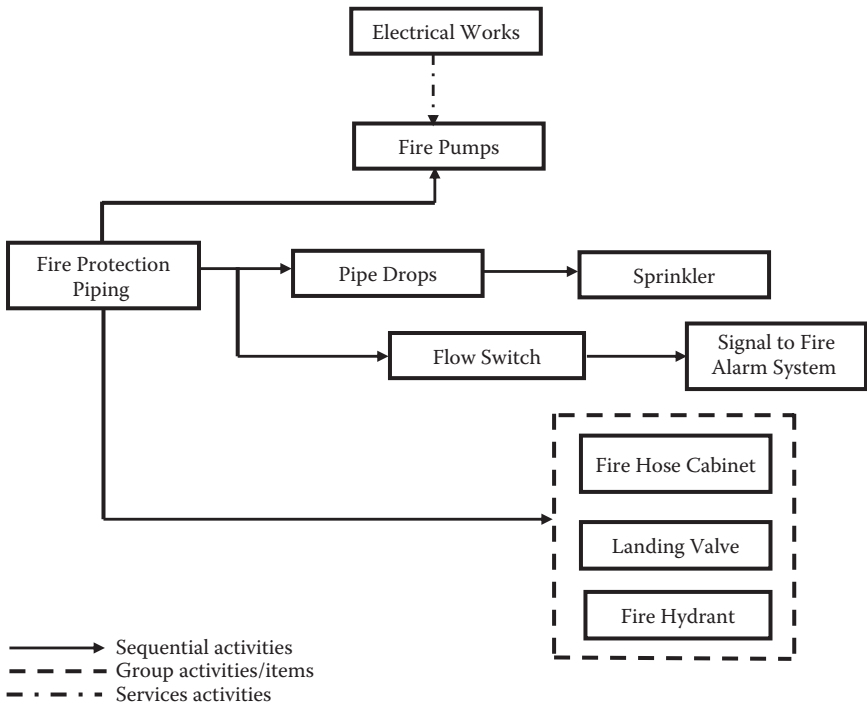 Electrical Works
Fire Pumps
Fire Protection
Piping
Pipe Drops
Sprinkler
Flow Switch
Signal to Fire
Alarm System
Fire Hose Cabinet
Landing Valve
Fire Hydrant
Sequential activities
Group activities/items
Services activities